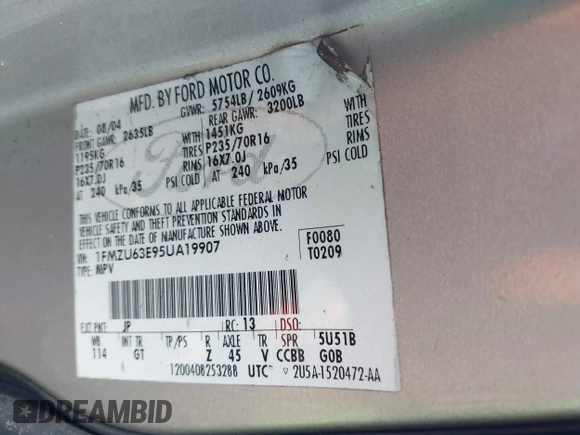 MFD. BY FORD MOTOR CO.
DATE: 08/04 GVWR: 5754LB/ 2609KG
FRONT GAWR: 2635LB REAR GAWR: 3200LB
1195KG WITH 1451KG WITH
P235/70R16 TIRES P235/70R16 TIRES
16X7.0J RIMS 16X7.0J RIMS
AT 240 kPa/35 PSI COLD AT 240 kPa/35 PSI COLD
Ford
THIS VEHICLE CONFORMS TO ALL APPLICABLE FEDERAL MOTOR
VEHICLE SAFETY AND THEFT PREVENTION STANDARDS IN
EFFECT ON THE DATE OF MANUFACTURE SHOWN ABOVE.
VIN: 1FMZU63E95UA19907 F0080
TYPE: MPV T0209
EXT PNT: JP RC: 13 DSO:
WB INT TR TP/PS R AXLE TR SPR 5U51B
114 GT Z 45 V CCBB G0B
1200408253280 UTC 2U5A-1520472-AA
DREAMBID